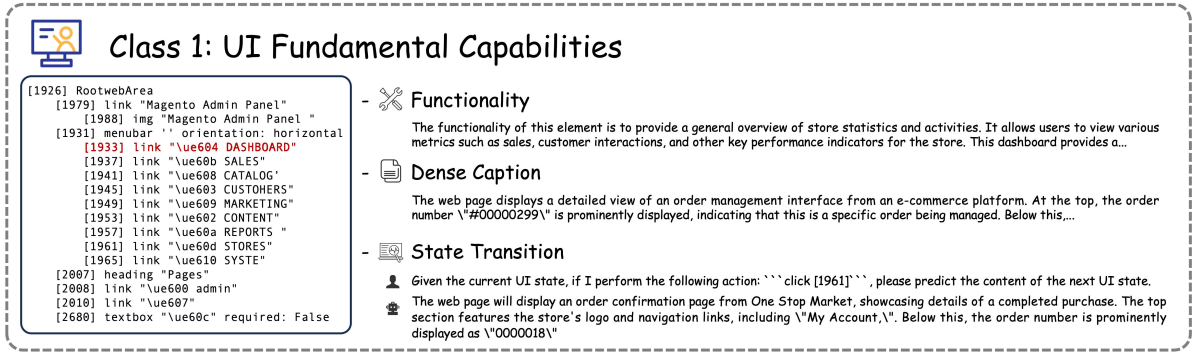 Class 1: UI Fundamental Capabilities
[1926] RootwebArea
[1979] link "Magento Admin Panel"
[1988] img "Magento Admin Panel "
[1931] menubar '' orientation: horizontal
[1933] link "\ue604 DASHBOARD"
[1937] link "\ue60b SALES"
[1941] link "\ue608 CATALOG'
[1945] link "\ue603 CUSTOHERS"
[1949] link "\ue609 MARKETING"
[1953] link "\ue602 CONTENT"
[1957] link "\ue60a REPORTS "
[1961] link "\ue60d STORES"
[1965] link "\ue610 SYSTE"
[2007] heading "Pages"
[2008] link "\ue600 admin"
[2010] link "\ue607"
[2680] textbox "\ue60c" required: False
- Functionality
The functionality of this element is to provide a general overview of store statistics and activities. It allows users to view various
metrics such as sales, customer interactions, and other key performance indicators for the store. This dashboard provides a...
- Dense Caption
The web page displays a detailed view of an order management interface from an e-commerce platform. At the top, the order
number \"#00000299\" is prominently displayed, indicating that this is a specific order being managed. Below this,...
- State Transition
Given the current UI state, if I perform the following action: ```click [1961]```, please predict the content of the next UI state.
The web page will display an order confirmation page from One Stop Market, showcasing details of a completed purchase. The top
section features the store's logo and navigation links, including \"My Account,\". Below this, the order number is prominently
displayed as \"0000018\"